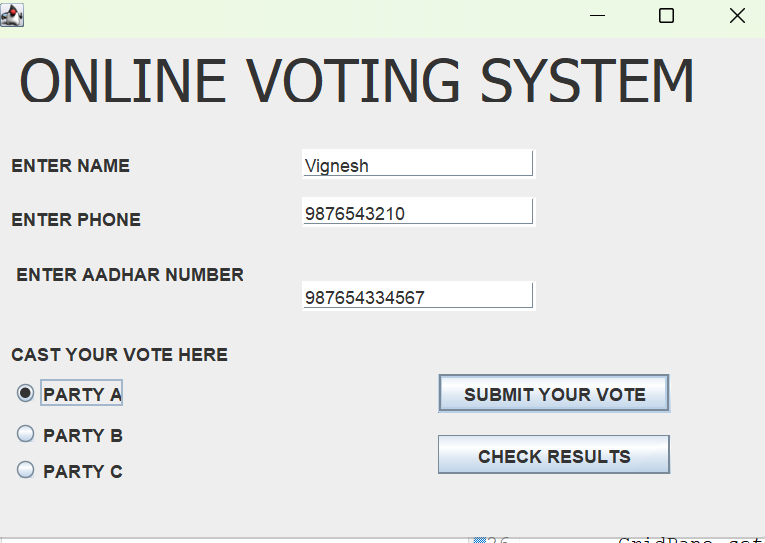 ONLINE VOTING SYSTEM
ENTER NAME Vignesh
ENTER PHONE 9876543210
ENTER AADHAR NUMBER 987654334567
CAST YOUR VOTE HERE
PARTY A SUBMIT YOUR VOTE
PARTY B
PARTY C CHECK RESULTS